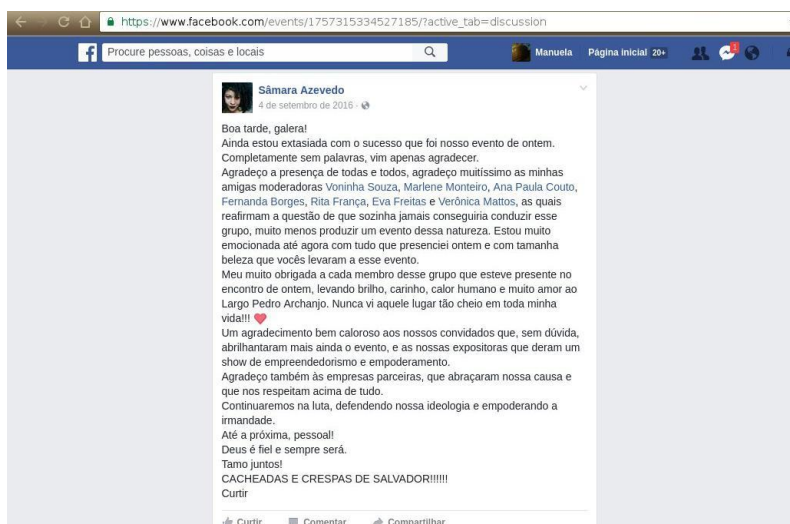 https://www.facebook.com/events/1757315334527185/?active_tab=discussion
Procure pessoas, coisas e locais
Manuela Página inicial 20+
1
Sâmara Azevedo
4 de setembro de 2016 ·
Boa tarde, galera!
Ainda estou extasiada com o sucesso que foi nosso evento de ontem.
Completamente sem palavras, vim apenas agradecer.
Agradeço a presença de todas e todos, agradeço muitíssimo as minhas
amigas moderadoras Voninha Souza, Marlene Monteiro, Ana Paula Couto,
Fernanda Borges, Rita França, Eva Freitas e Verônica Mattos, as quais
reafirmam a questão de que sozinha jamais conseguiria conduzir esse
grupo, muito menos produzir um evento dessa natureza. Estou muito
emocionada até agora com tudo que presenciei ontem e com tamanha
beleza que vocês levaram a esse evento.
Meu muito obrigada a cada membro desse grupo que esteve presente no
encontro de ontem, levando brilho, carinho, calor humano e muito amor ao
Largo Pedro Archanjo. Nunca vi aquele lugar tão cheio em toda minha
vida!!! ❤
Um agradecimento bem caloroso aos nossos convidados que, sem dúvida,
abrilhantaram mais ainda o evento, e as nossas expositoras que deram um
show de empreendedorismo e empoderamento.
Agradeço também às empresas parceiras, que abraçaram nossa causa e
que nos respeitam acima de tudo.
Continuaremos na luta, defendendo nossa ideologia e empoderando a
irmandade.
Até a próxima, pessoal!
Deus é fiel e sempre será.
Tamo juntos!
CACHEADAS E CRESPAS DE SALVADOR!!!!!!
Curtir
Curtir Comentar Compartilhar